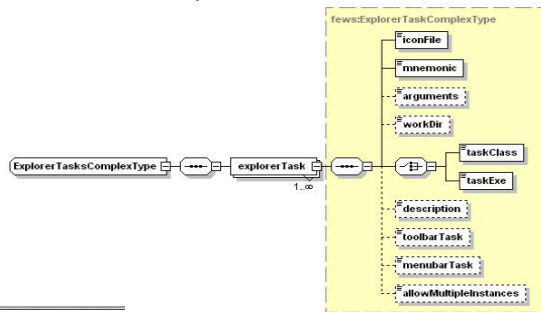 fews:ExplorerTaskComplexType
iconFile
mnemonic
arguments
workDir
ExplorerTasksComplexType
explorerTask
1..∞
taskClass
taskExe
description
toolbarTask
menubarTask
allowMultipleInstances